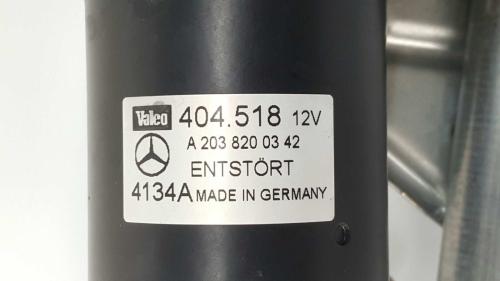 Valeo 404.518 12V
A 203 820 03 42
ENTSTÖRT
4134A MADE IN GERMANY